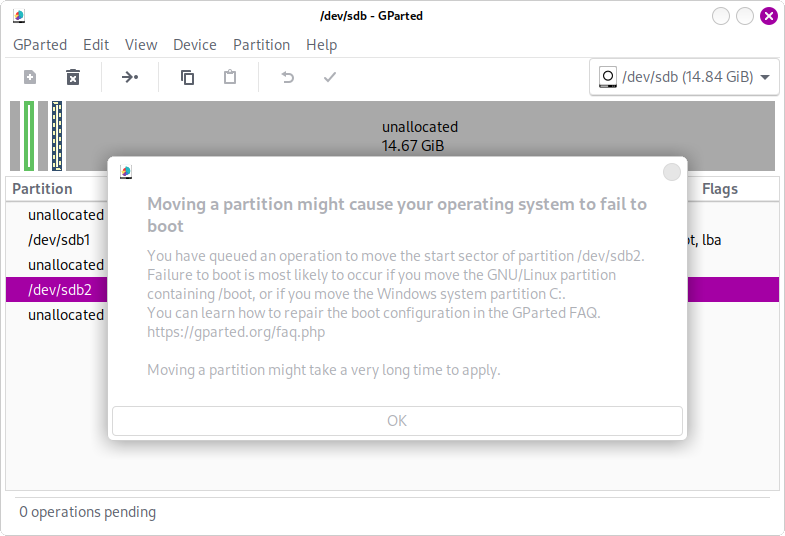 /dev/sdb - GParted
GParted Edit View Device Partition Help
/dev/sdb (14.84 GiB)
unallocated
14.67 GiB
Partition Flags
unallocated
/dev/sdb1 lba
unallocated
/dev/sdb2
unallocated
Moving a partition might cause your operating system to fail to
boot
You have queued an operation to move the start sector of partition /dev/sdb2.
Failure to boot is most likely to occur if you move the GNU/Linux partition
containing /boot, or if you move the Windows system partition C:.
You can learn how to repair the boot configuration in the GParted FAQ.
https://gparted.org/faq.php
Moving a partition might take a very long time to apply.
OK
0 operations pending